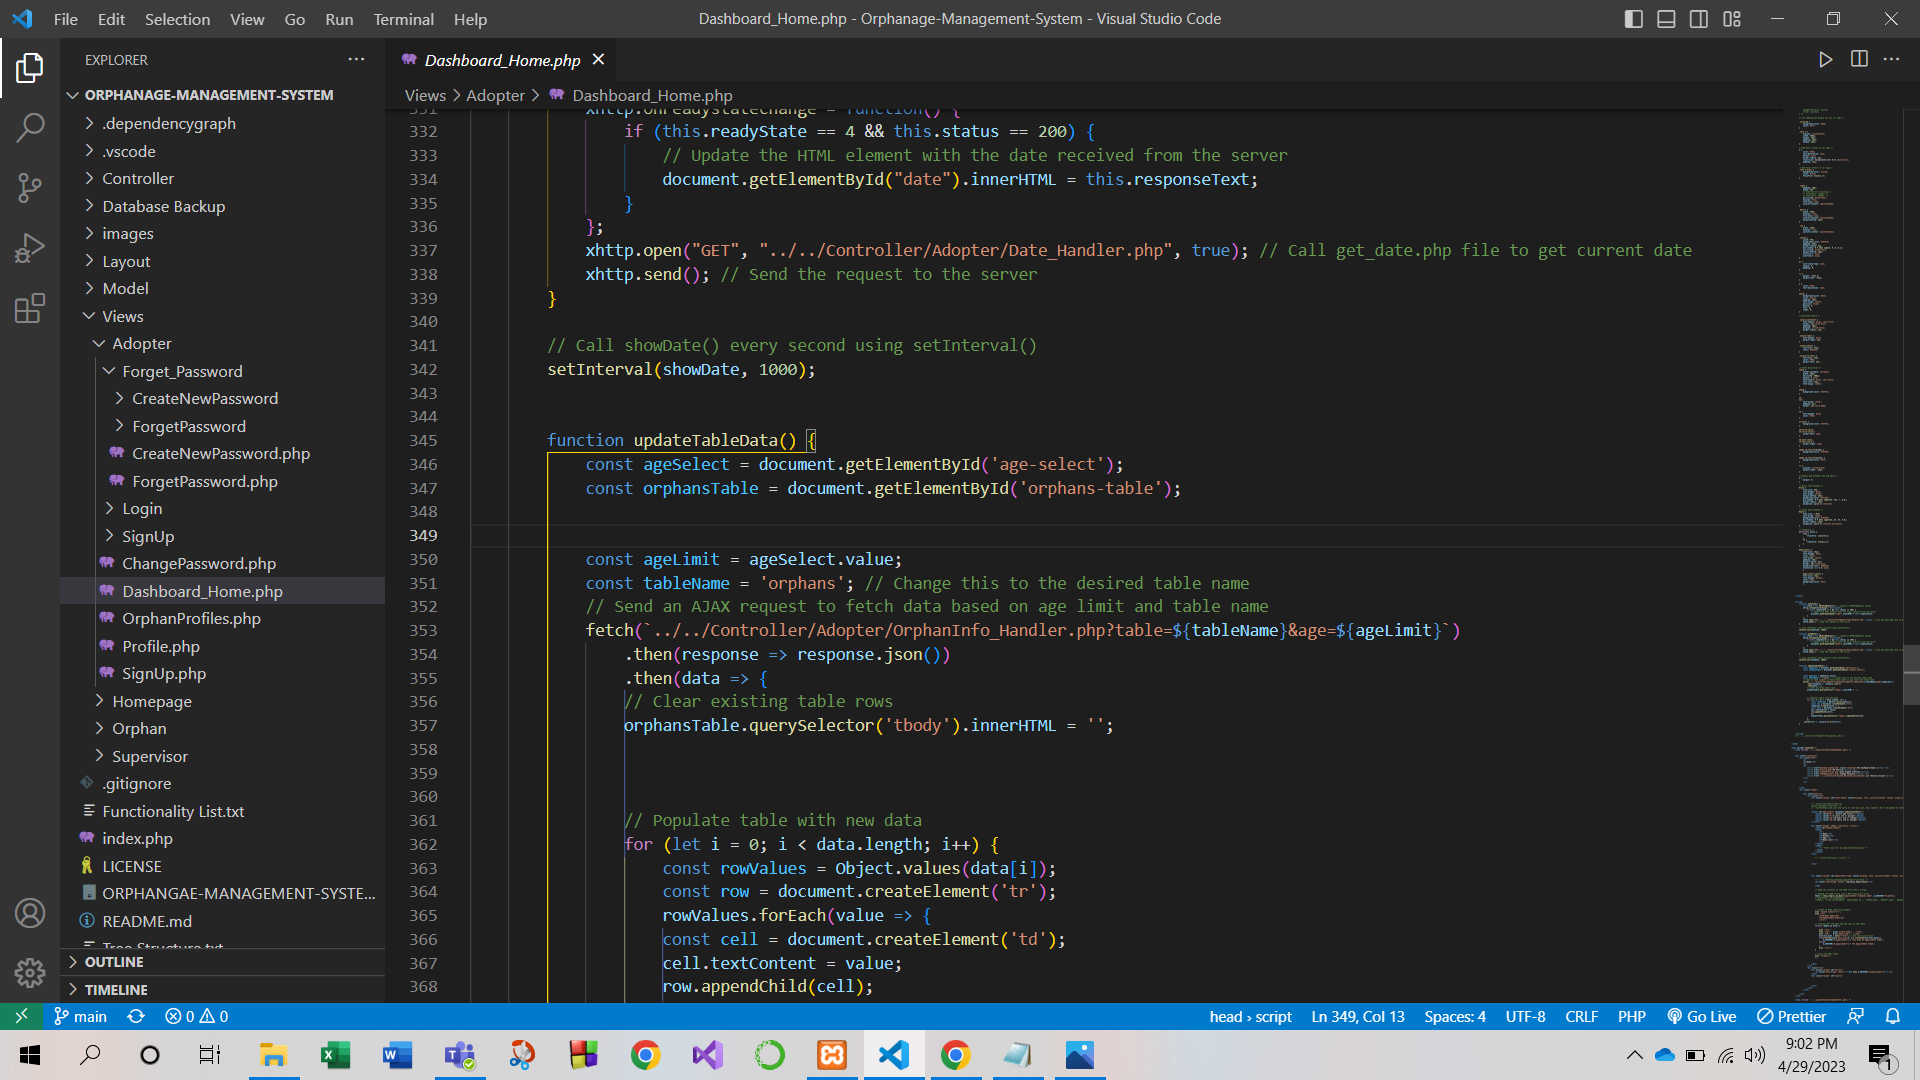 File Edit Selection View Go Run Terminal Help
Dashboard_Home.php - Orphanage-Management-System - Visual Studio Code
EXPLORER
ORPHANAGE-MANAGEMENT-SYSTEM
.dependencygraph
.vscode
Controller
Database Backup
images
Layout
Model
Views
Adopter
Forget_Password
CreateNewPassword
ForgetPassword
CreateNewPassword.php
ForgetPassword.php
Login
SignUp
ChangePassword.php
Dashboard_Home.php
OrphanProfiles.php
Profile.php
SignUp.php
Homepage
Orphan
Supervisor
.gitignore
Functionality List.txt
index.php
LICENSE
ORPHANGAE-MANAGEMENT-SYSTE...
README.md
Tree Structure.txt
OUTLINE
TIMELINE
Dashboard_Home.php
Views > Adopter > Dashboard_Home.php
331 xhttp.onreadystatechange = function() {
332 if (this.readyState == 4 && this.status == 200) {
333 // Update the HTML element with the date received from the server
334 document.getElementById("date").innerHTML = this.responseText;
335 }
336 };
337 xhttp.open("GET", "../../Controller/Adopter/Date_Handler.php", true); // Call get_date.php file to get current date
338 xhttp.send(); // Send the request to the server
339 }
340
341 // Call showDate() every second using setInterval()
342 setInterval(showDate, 1000);
343
344
345 function updateTableData() {
346 const ageSelect = document.getElementById('age-select');
347 const orphansTable = document.getElementById('orphans-table');
348
349
350 const ageLimit = ageSelect.value;
351 const tableName = 'orphans'; // Change this to the desired table name
352 // Send an AJAX request to fetch data based on age limit and table name
353 fetch(`../../Controller/Adopter/OrphanInfo_Handler.php?table=${tableName}&age=${ageLimit}`)
354 .then(response => response.json())
355 .then(data => {
356 // Clear existing table rows
357 orphansTable.querySelector('tbody').innerHTML = '';
358
359
360
361 // Populate table with new data
362 for (let i = 0; i < data.length; i++) {
363 const rowValues = Object.values(data[i]);
364 const row = document.createElement('tr');
365 rowValues.forEach(value => {
366 const cell = document.createElement('td');
367 cell.textContent = value;
368 row.appendChild(cell);
main 0 0 head › script Ln 349, Col 13 Spaces: 4 UTF-8 CRLF PHP Go Live Prettier
9:02 PM
4/29/2023
1